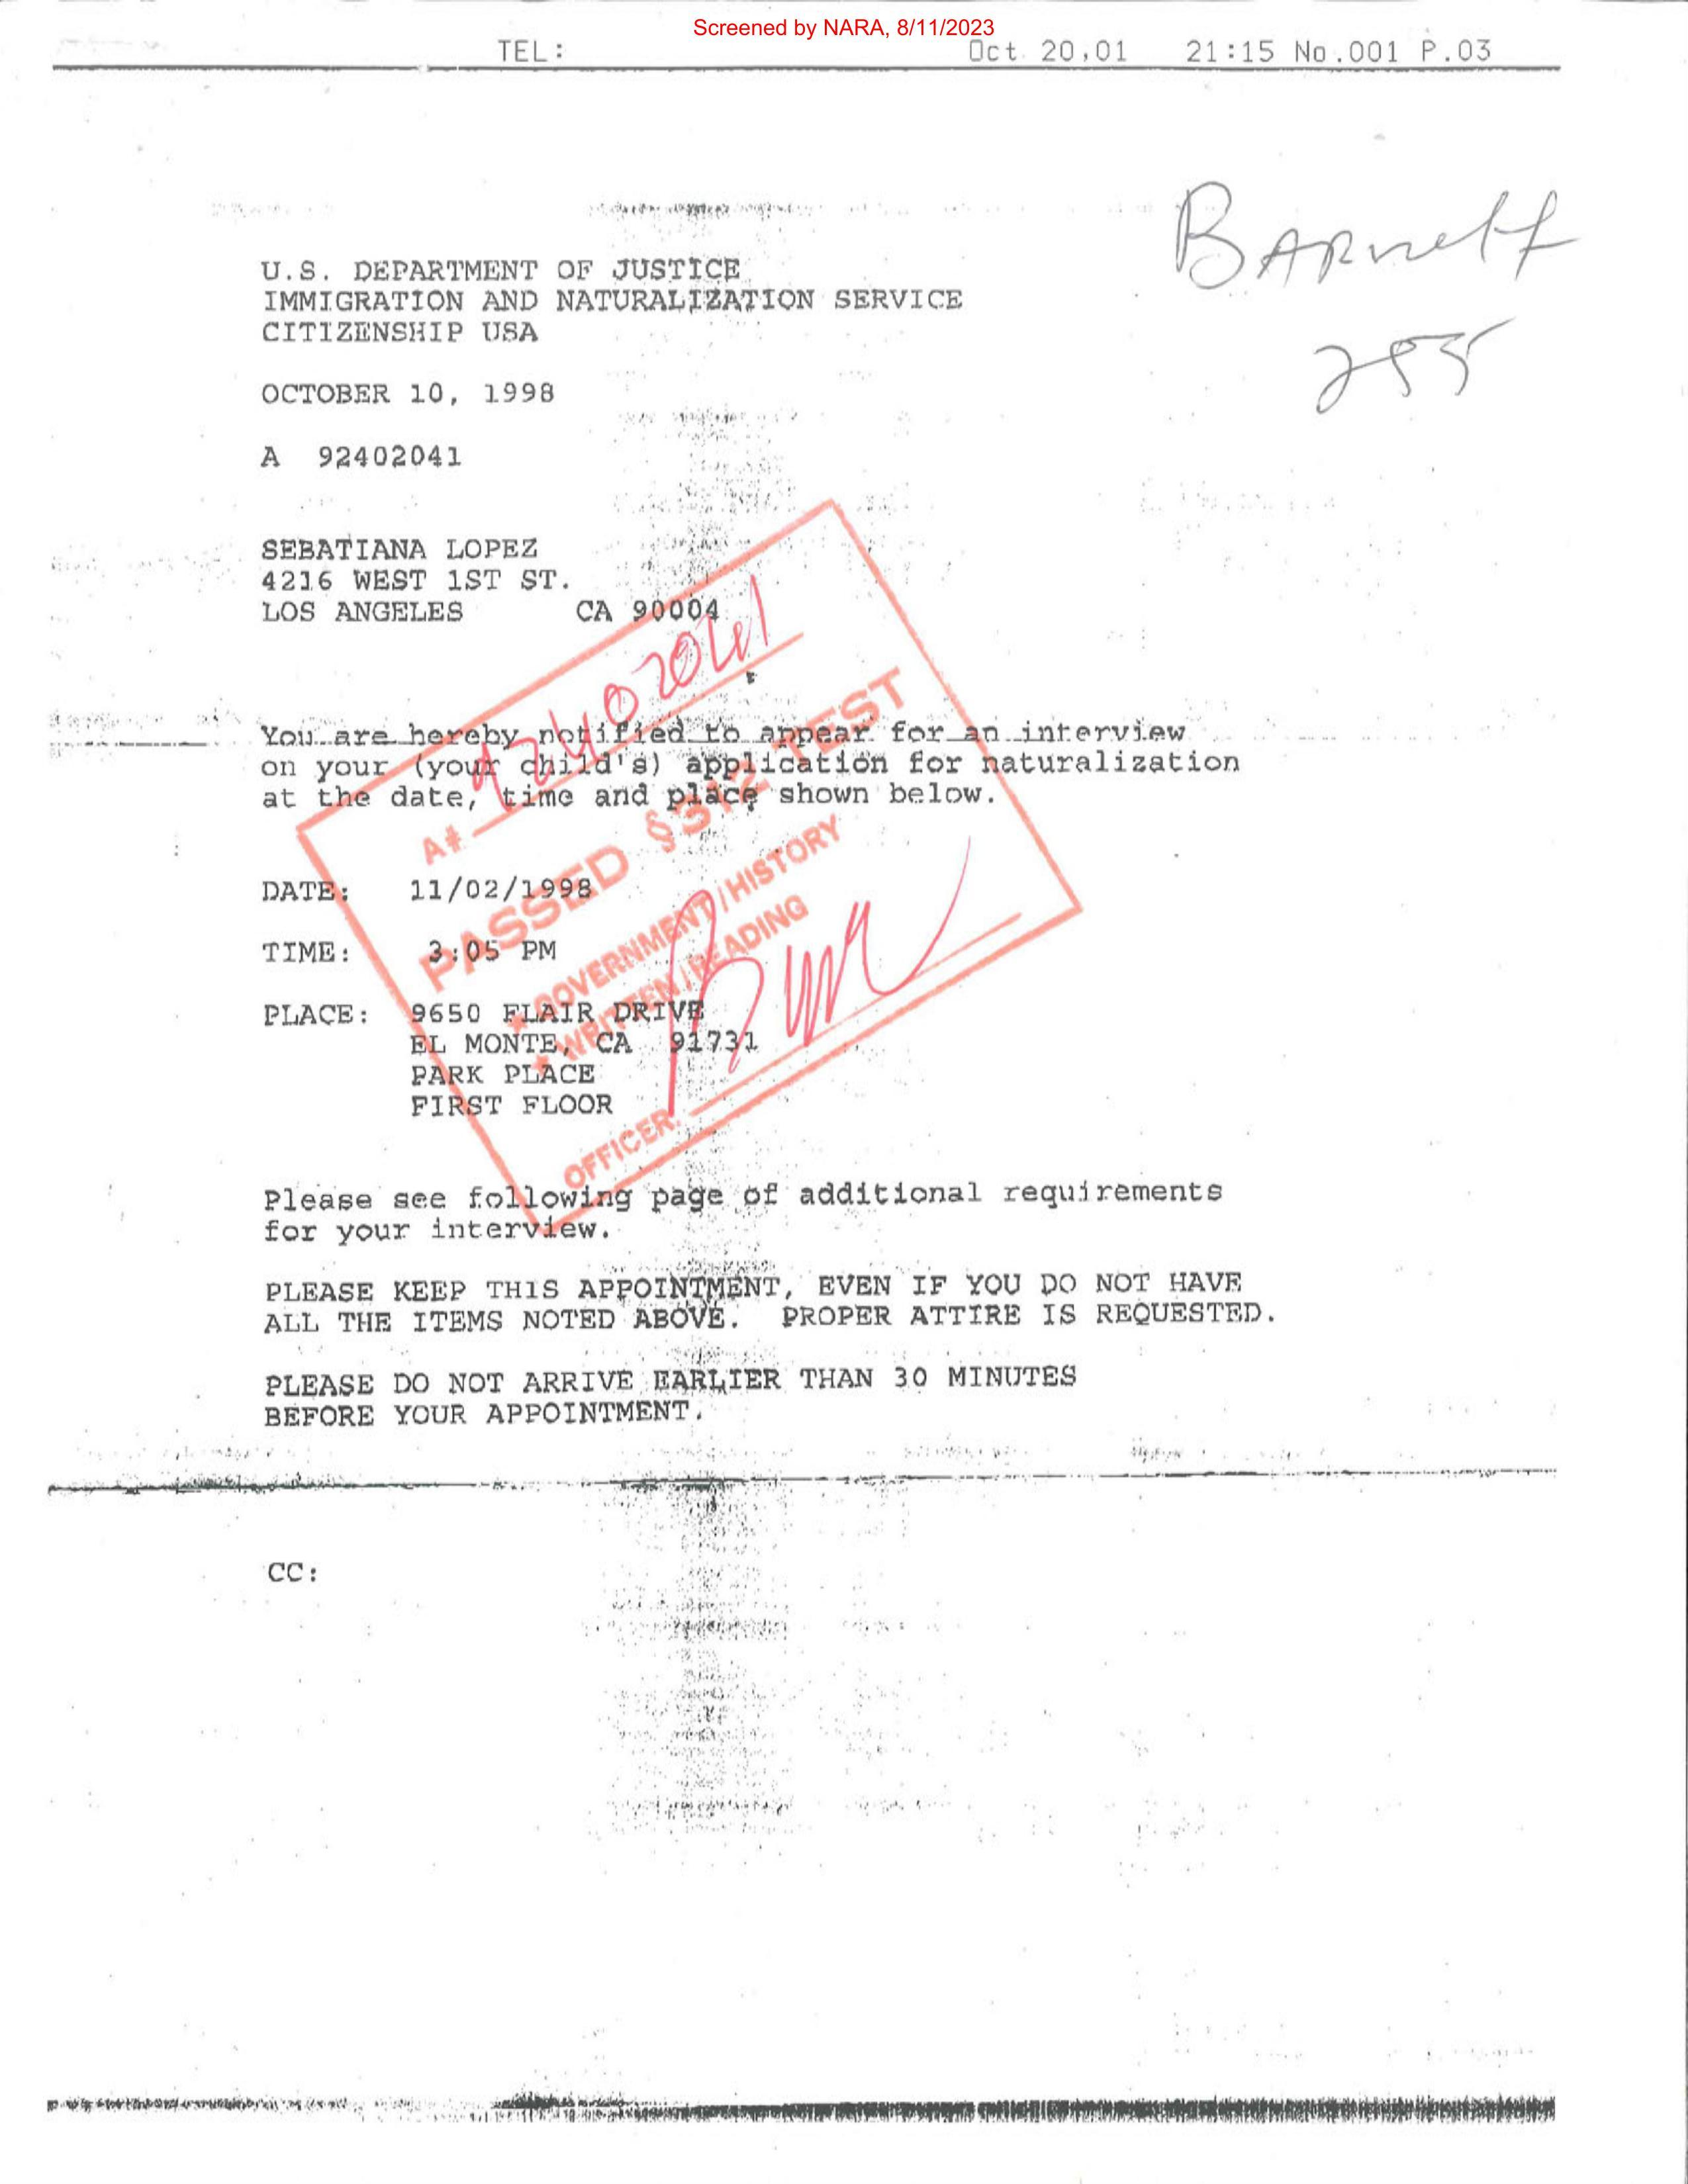 Screened by NARA, 8/11/2023
TEL: Oct 20,01 21:15 No.001 P.03
BARNett
255
U.S. DEPARTMENT OF JUSTICE
IMMIGRATION AND NATURALIZATION SERVICE
CITIZENSHIP USA
OCTOBER 10, 1998
A 92402041
SEBATIANA LOPEZ
4216 WEST 1ST ST.
LOS ANGELES CA 90004
You are hereby notified to appear for an interview
on your (your child's) application for naturalization
at the date, time and place shown below.
A# 92402041
PASSED §312 TEST
★ GOVERNMENT/HISTORY
★ WRITTEN/READING
OFFICER:
DATE: 11/02/1998
TIME: 3:05 PM
PLACE: 9650 FLAIR DRIVE
EL MONTE, CA 91731
PARK PLACE
FIRST FLOOR
Please see following page of additional requirements
for your interview.
PLEASE KEEP THIS APPOINTMENT, EVEN IF YOU DO NOT HAVE
ALL THE ITEMS NOTED ABOVE. PROPER ATTIRE IS REQUESTED.
PLEASE DO NOT ARRIVE EARLIER THAN 30 MINUTES
BEFORE YOUR APPOINTMENT.
CC: